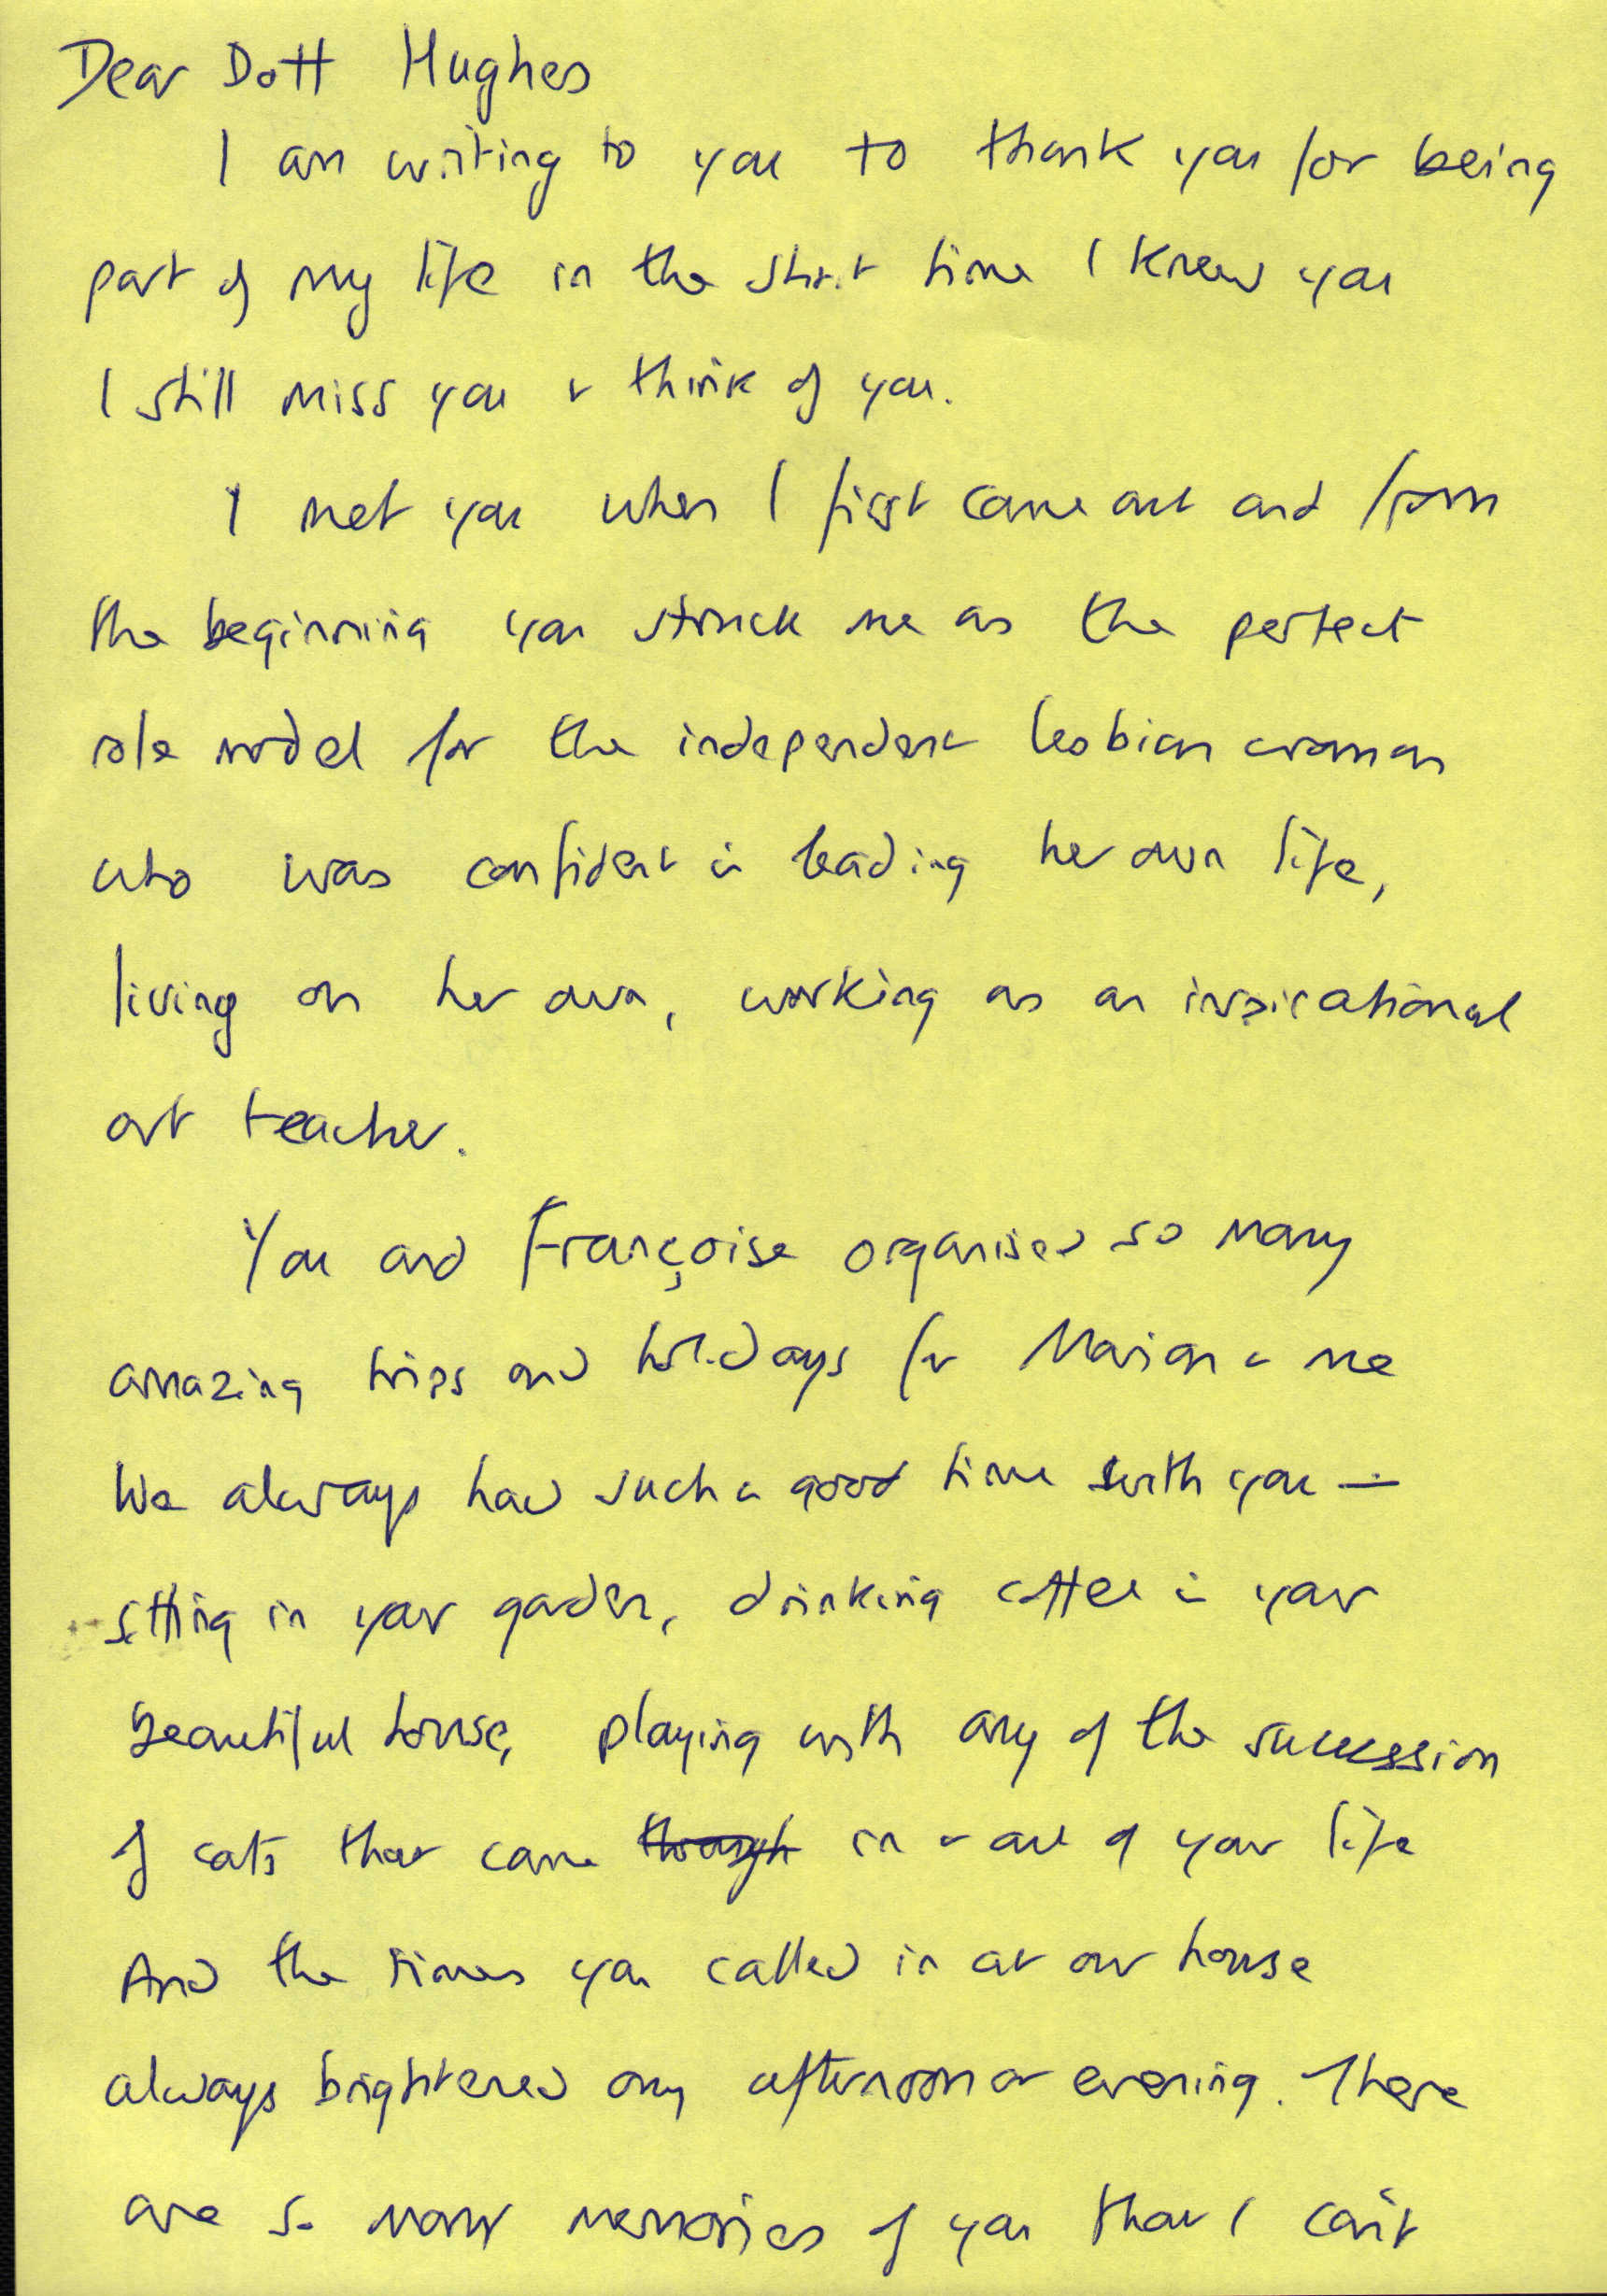 Dear Dott Hughes
I am writing to you to thank you for being
part of my life in the short time I knew you
I still miss you & think of you.
I met you when I first came out and from
the beginning you struck me as the perfect
role model for the independent lesbian woman
who was confident in leading her own life,
living on her own, working as an inspirational
art teacher.
You and Françoise organised so many
amazing trips and holidays for Marion & me
We always had such a good time with you —
sitting in your garden, drinking coffee in your
beautiful house, playing with any of the succession
of cats that came though in & out of your life
And the times you called in at our house
always brightened any afternoon or evening. There
are so many memories of you that I can't